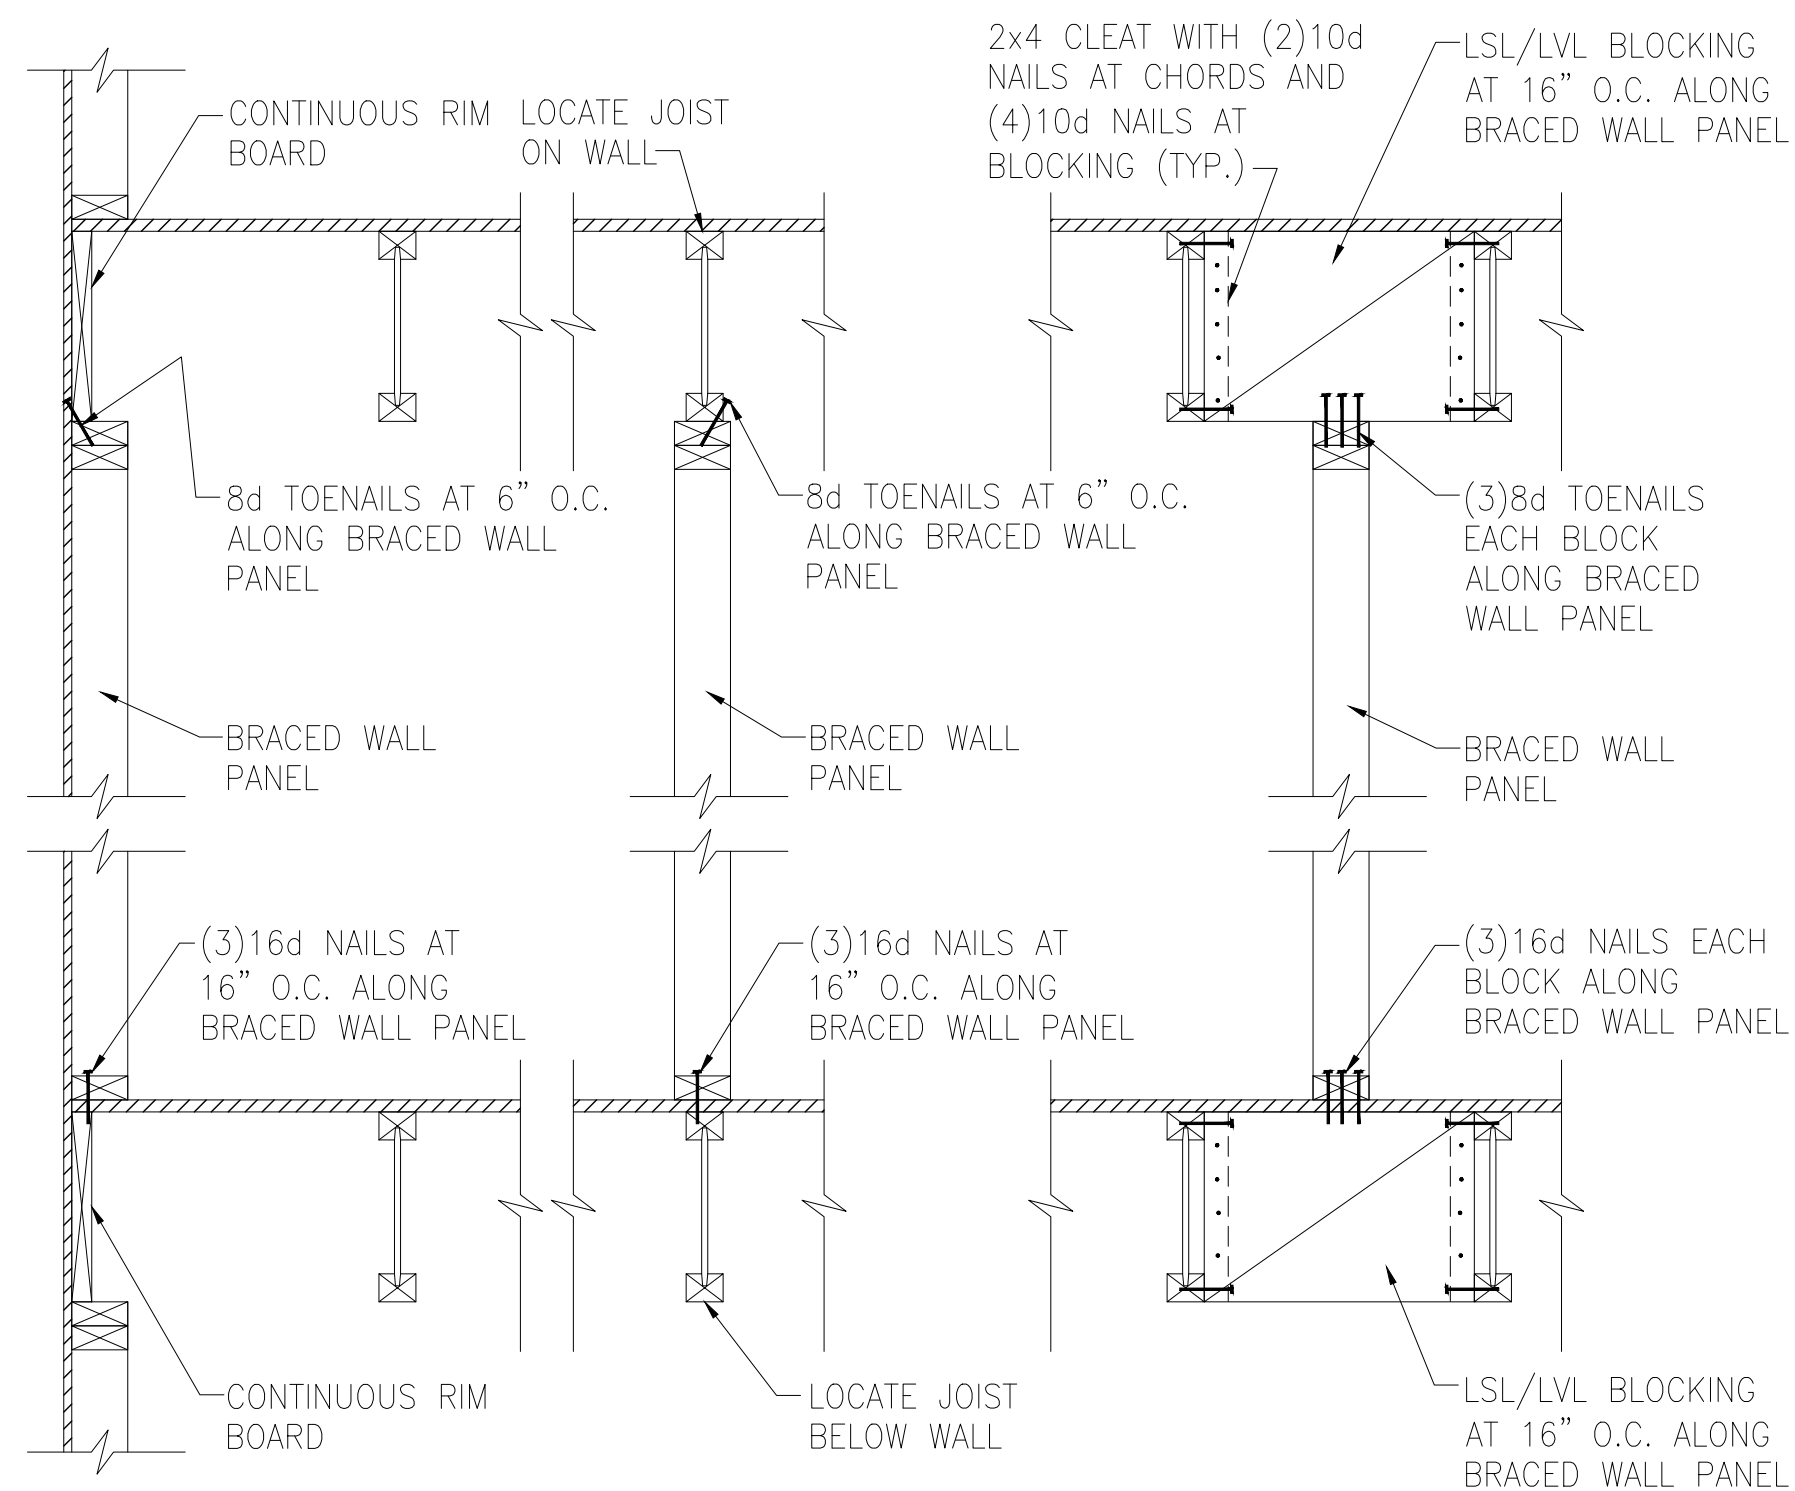 CONTINUOUS RIM
BOARD
LOCATE JOIST
ON WALL
2x4 CLEAT WITH (2)10d
NAILS AT CHORDS AND
(4)10d NAILS AT
BLOCKING (TYP.)
LSL/LVL BLOCKING
AT 16” O.C. ALONG
BRACED WALL PANEL
8d TOENAILS AT 6” O.C.
ALONG BRACED WALL
PANEL
8d TOENAILS AT 6” O.C.
ALONG BRACED WALL
PANEL
(3)8d TOENAILS
EACH BLOCK
ALONG BRACED
WALL PANEL
BRACED WALL
PANEL
BRACED WALL
PANEL
BRACED WALL
PANEL
(3)16d NAILS AT
16” O.C. ALONG
BRACED WALL PANEL
(3)16d NAILS AT
16” O.C. ALONG
BRACED WALL PANEL
(3)16d NAILS EACH
BLOCK ALONG
BRACED WALL PANEL
CONTINUOUS RIM
BOARD
LOCATE JOIST
BELOW WALL
LSL/LVL BLOCKING
AT 16” O.C. ALONG
BRACED WALL PANEL